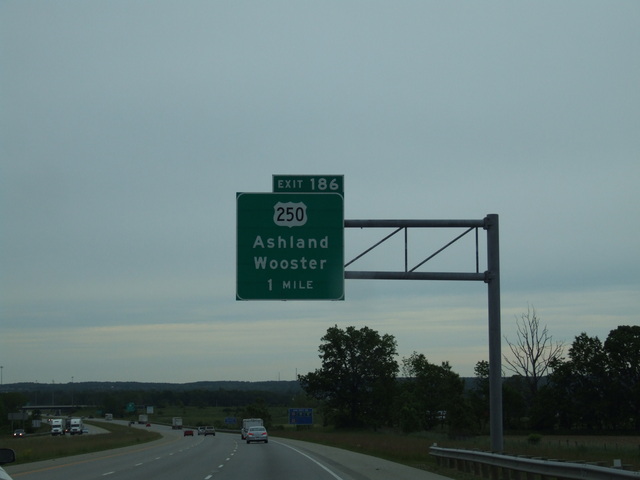 EXIT 186
250
Ashland
Wooster
1 MILE